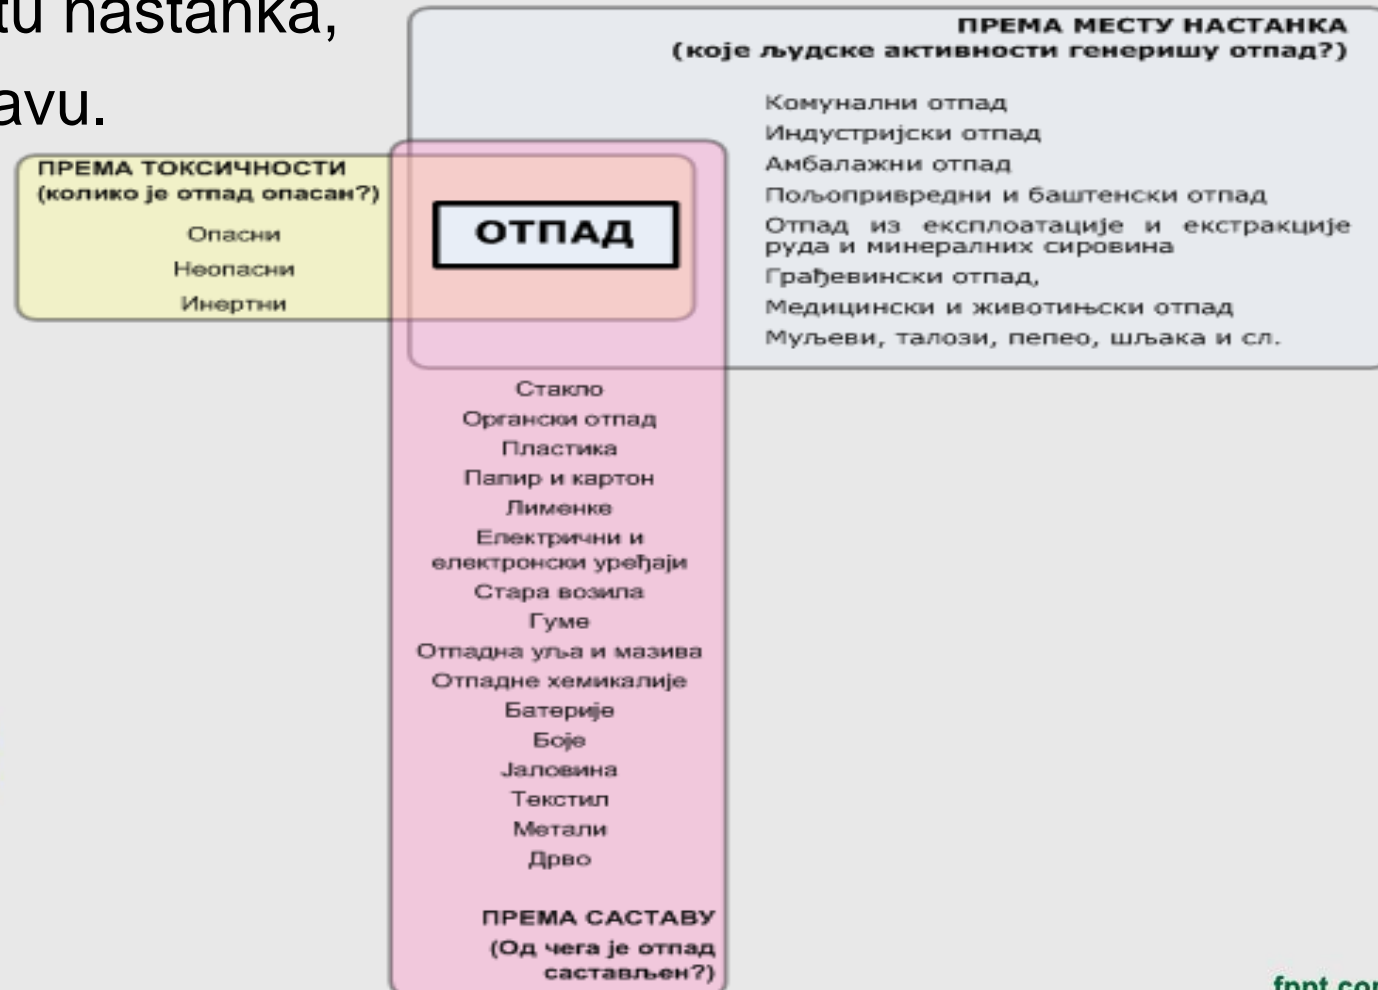 tu nastanka,
avu.
ПРЕМА МЕСТУ НАСТАНКА
(које људске активности генеришу отпад?)
Комунални отпад
Индустријски отпад
Амбалажни отпад
Пољопривредни и баштенски отпад
Отпад из експлоатације и екстракције
руда и минералних сировина
Грађевински отпад,
Медицински и животињски отпад
Муљеви, талози, пепео, шљака и сл.
ПРЕМА ТОКСИЧНОСТИ
(колико је отпад опасан?)
Опасни
Неопасни
Инертни
ОТПАД
Стакло
Органски отпад
Пластика
Папир и картон
Лименке
Електрични и
електронски уређаји
Стара возила
Гуме
Отпадна уља и мазива
Отпадне хемикалије
Батерије
Боје
Јаловина
Текстил
Метали
Дрво
ПРЕМА САСТАВУ
(Од чега је отпад
састављен?)